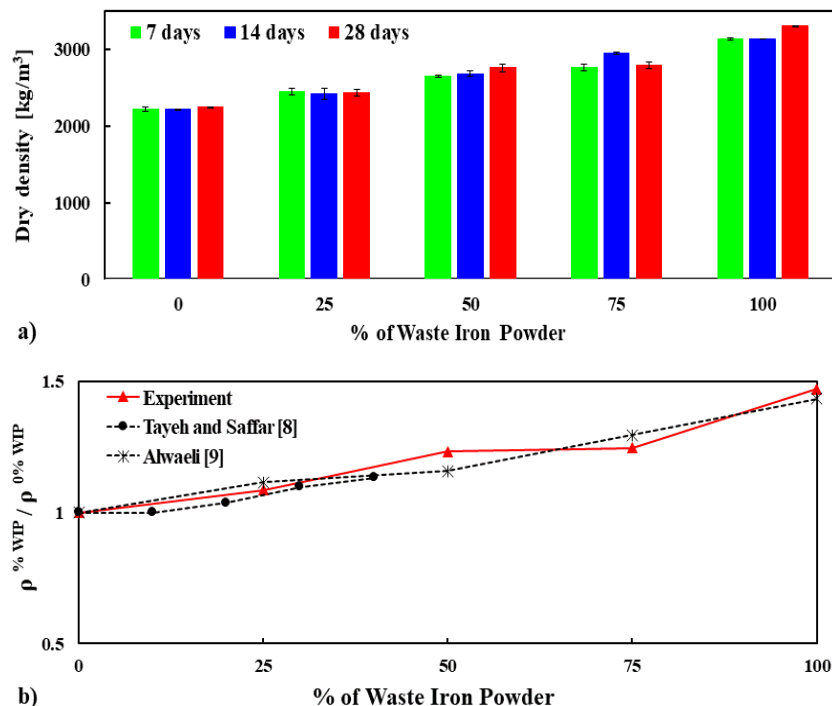 7 days 14 days 28 days
3000
2000
1000
0
Dry density [kg/m³]
0 25 50 75 100
% of Waste Iron Powder
a)
1.5
1
0.5
ρ % WIP / ρ 0% WIP
Experiment
Tayeh and Saffar [8]
Alwaeli [9]
0 25 50 75 100
% of Waste Iron Powder
b)